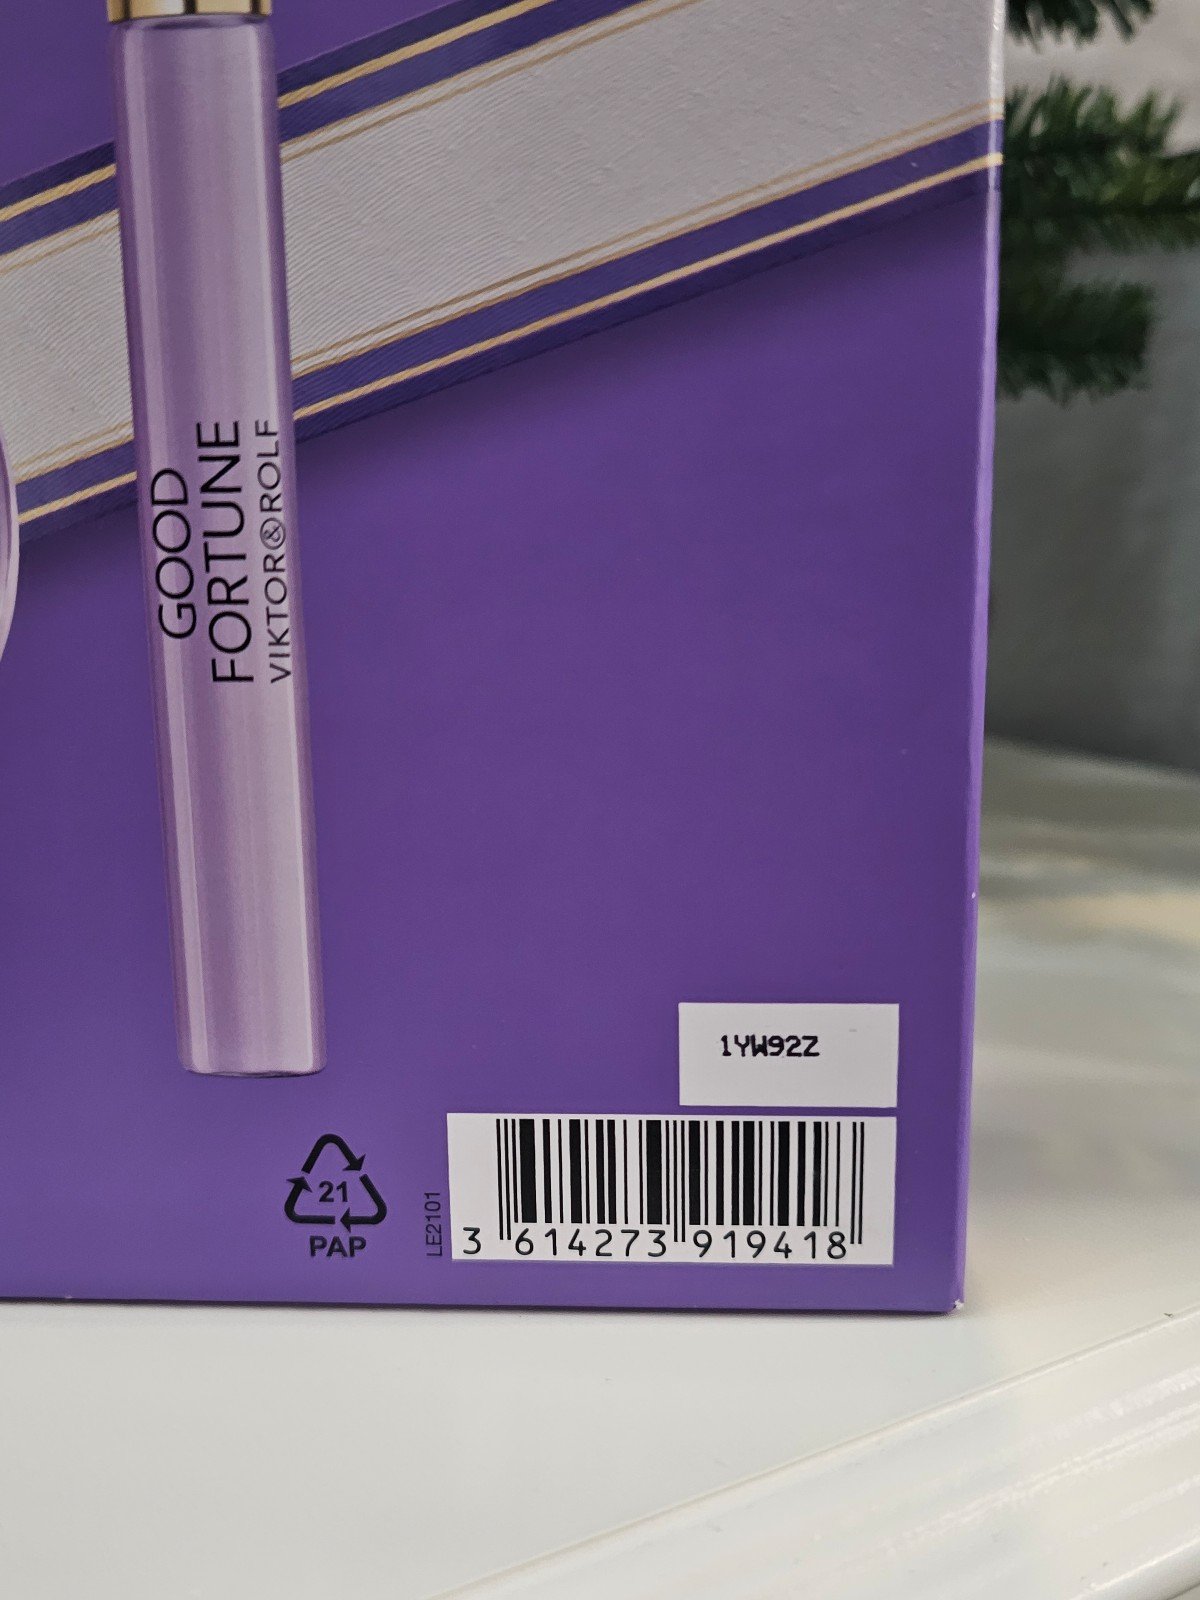 GOOD
FORTUNE
VIKTOR&ROLF
1YW92Z
21
PAP
LE2101
3 614273 919418